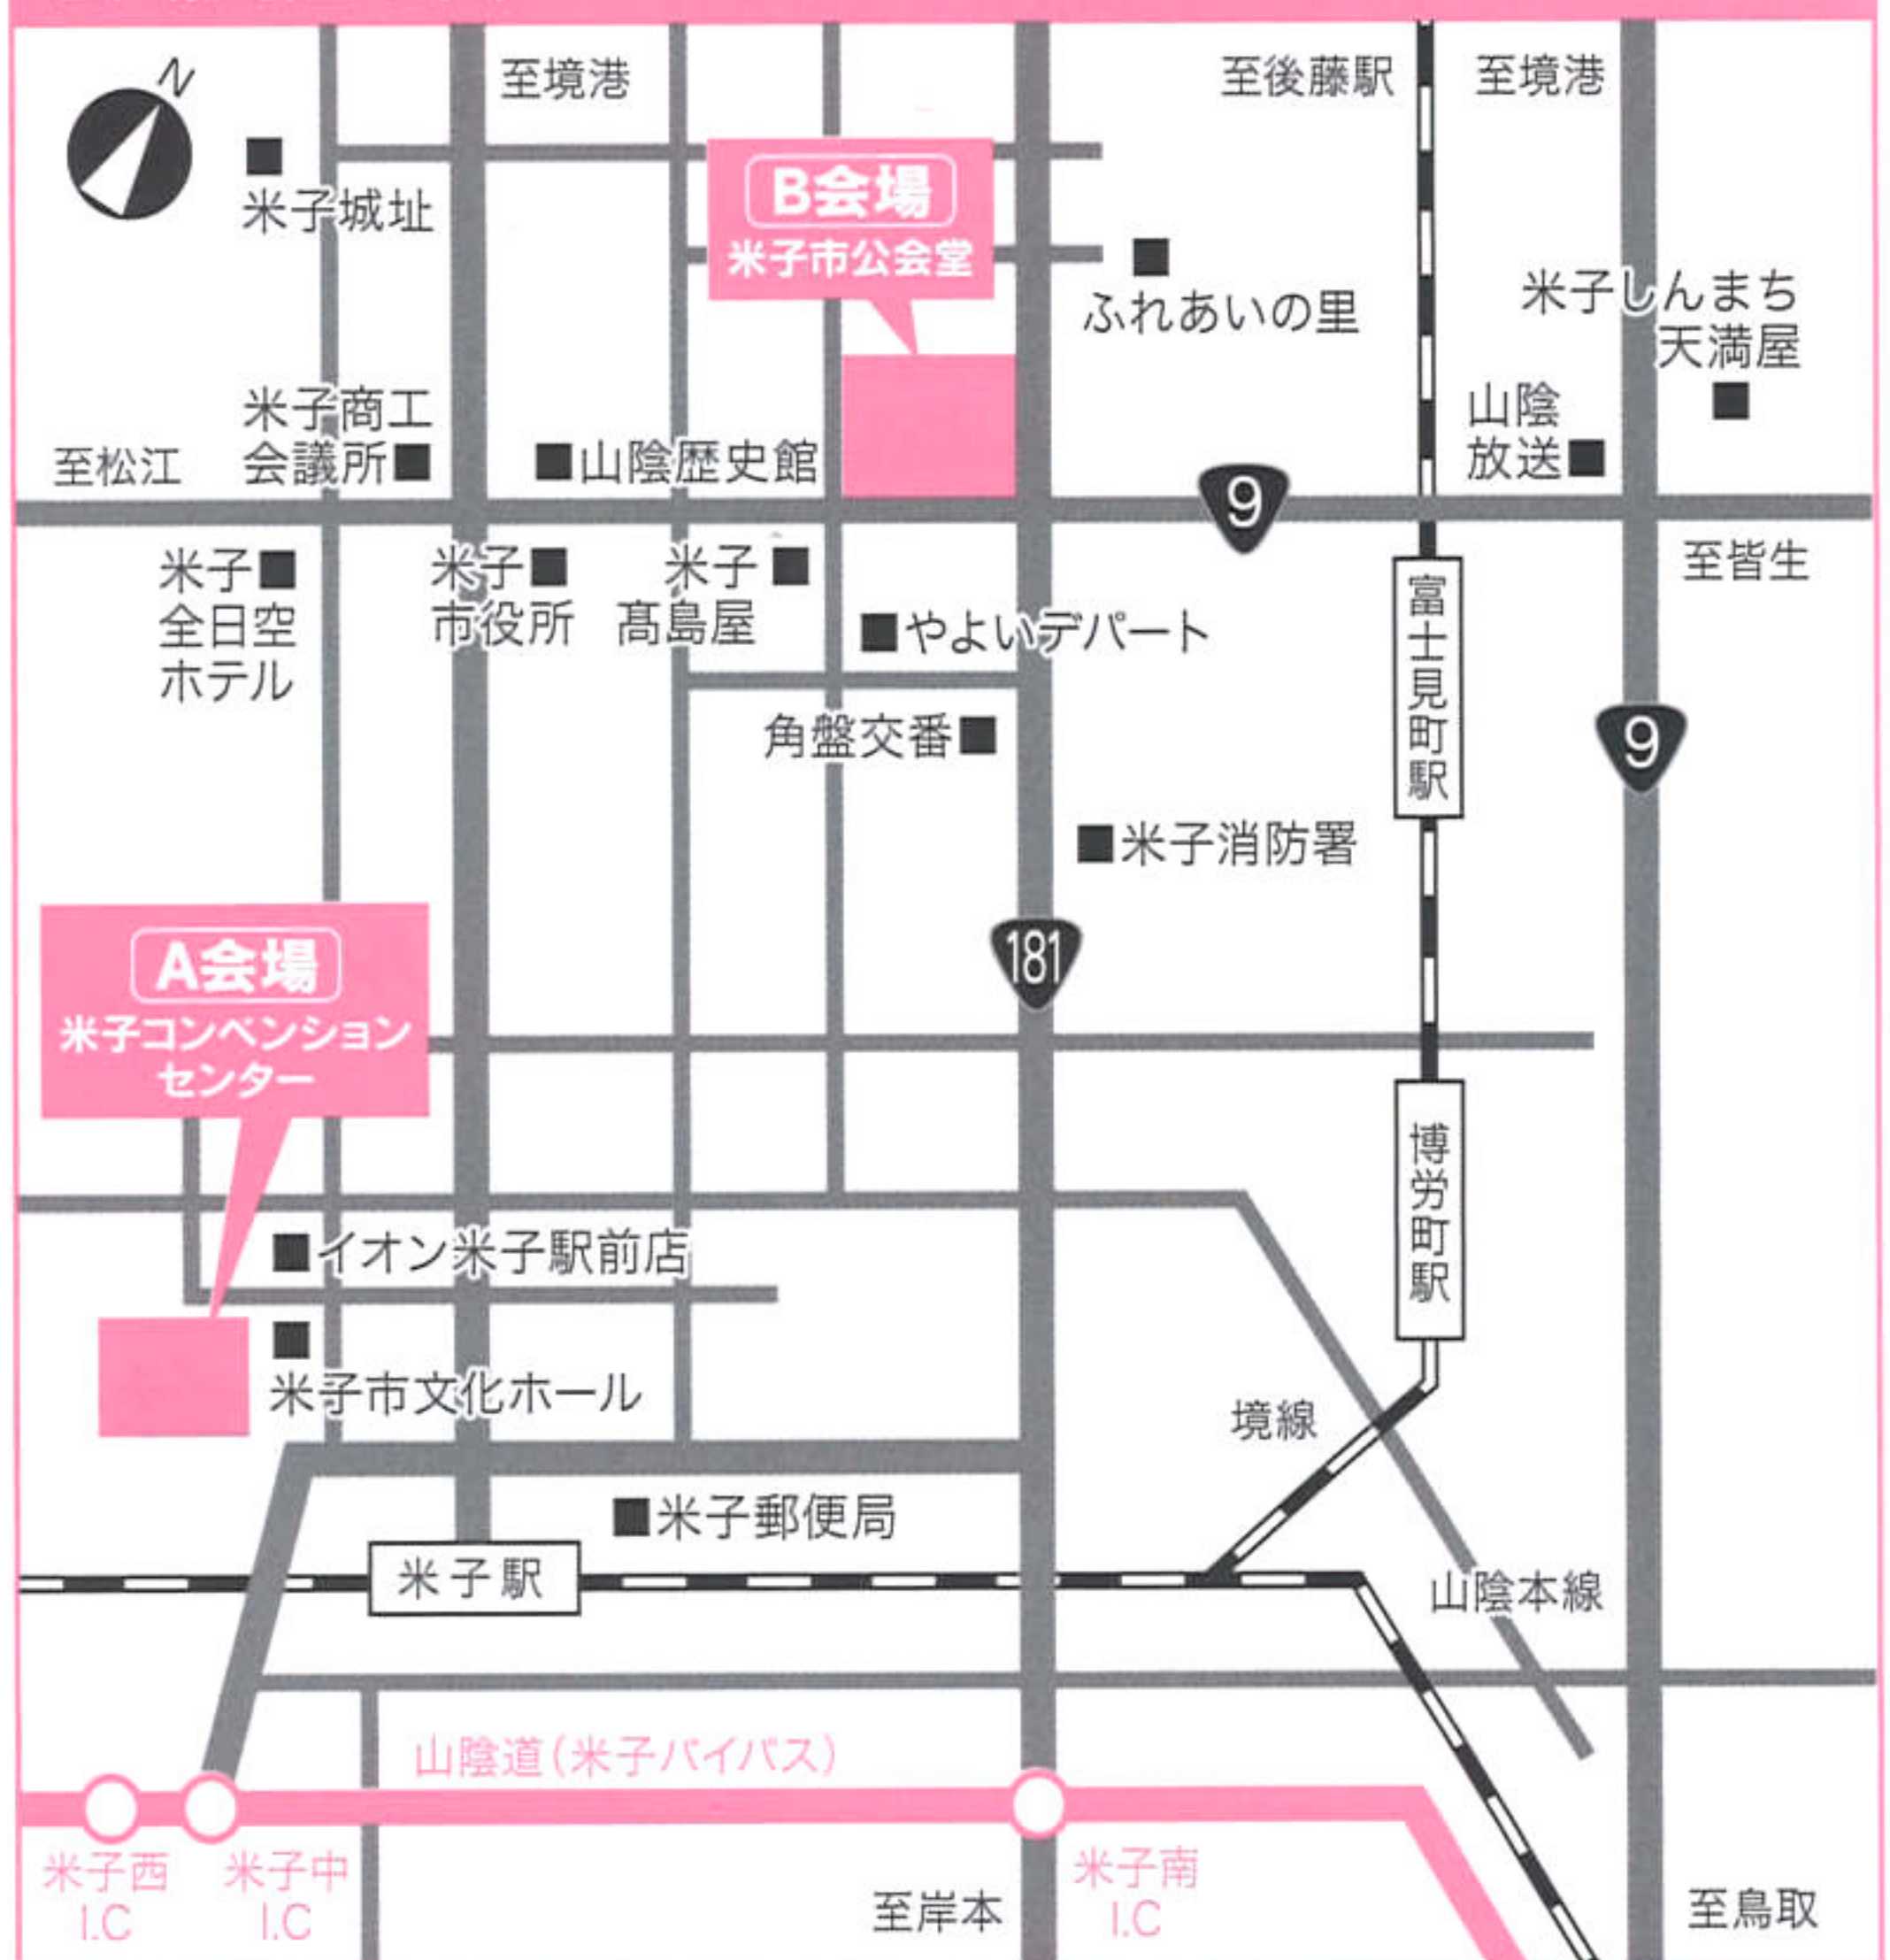 N
至境港
至後藤駅
至境港
米子城址
B会場
米子市公会堂
ふれあいの里
米子しんまち
天満屋
米子商工
会議所
山陰
放送
至松江
山陰歴史館
9
至皆生
米子
全日空
ホテル
米子
市役所
米子
髙島屋
やよいデパート
富士見町駅
角盤交番
9
米子消防署
A会場
米子コンベンション
センター
181
博労町駅
イオン米子駅前店
米子市文化ホール
境線
米子郵便局
米子駅
山陰本線
山陰道(米子バイパス)
米子西
I.C
米子中
I.C
米子南
I.C
至岸本
至鳥取